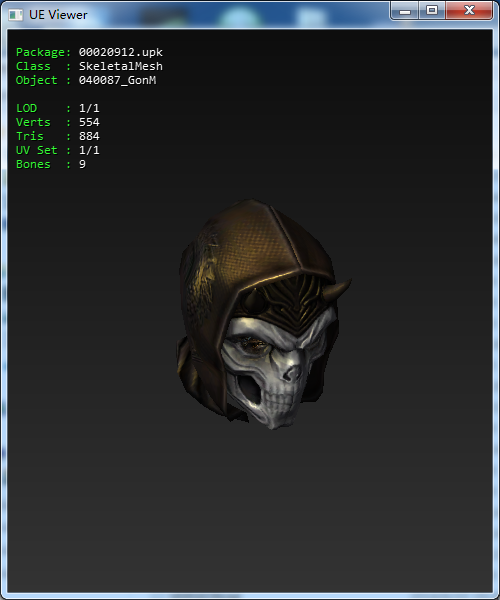 UE Viewer
Package: 00020912.upk
Class : SkeletalMesh
Object : 040087_GonM
LOD : 1/1
Verts : 554
Tris : 884
UV Set : 1/1
Bones : 9